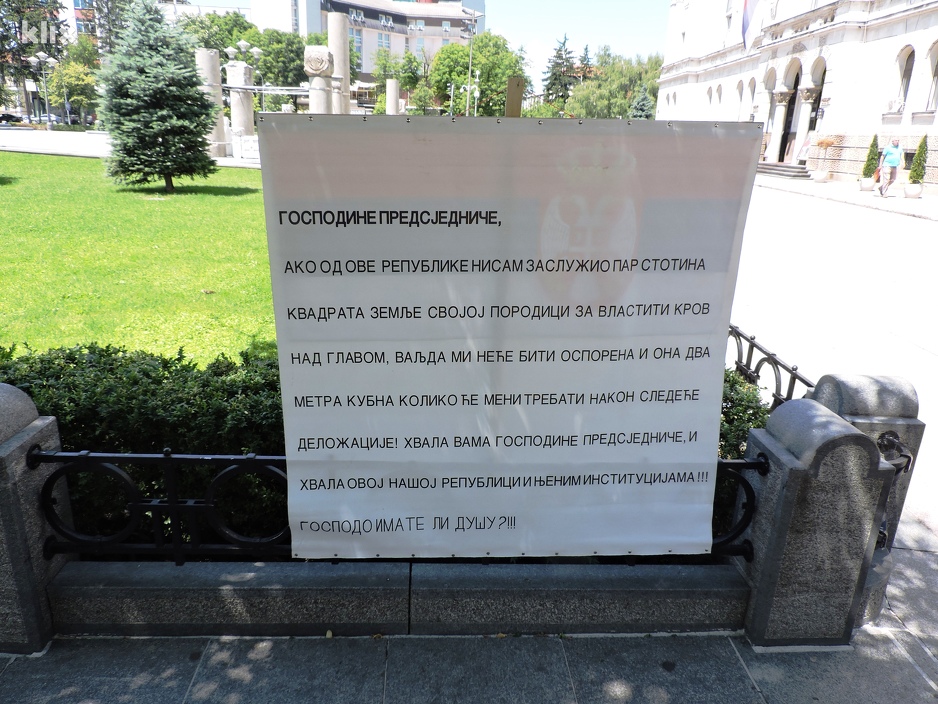 klix
ГОСПОДИНЕ ПРЕДСЈЕДНИЧЕ,
АКО ОД ОВЕ РЕПУБЛИКЕ НИСАМ ЗАСЛУЖИО ПАР СТОТИНА
КВАДРАТА ЗЕМЉЕ СВОЈОЈ ПОРОДИЦИ ЗА ВЛАСТИТИ КРОВ
НАД ГЛАВОМ, ВАЉДА МИ НЕЋЕ БИТИ ОСПОРЕНА И ОНА ДВА
МЕТРА КУБНА КОЛИКО ЋЕ МЕНИ ТРЕБАТИ НАКОН СЛЕДЕЋЕ
ДЕЛОЖАЦИЈЕ! ХВАЛА ВАМА ГОСПОДИНЕ ПРЕДСЈЕДНИЧЕ, И
ХВАЛА ОВОЈ НАШОЈ РЕПУБЛИЦИ И ЊЕНИМ ИНСТИТУЦИЈАМА !!!
ГОСПОДО ИМАТЕ ЛИ ДУШУ?!!!